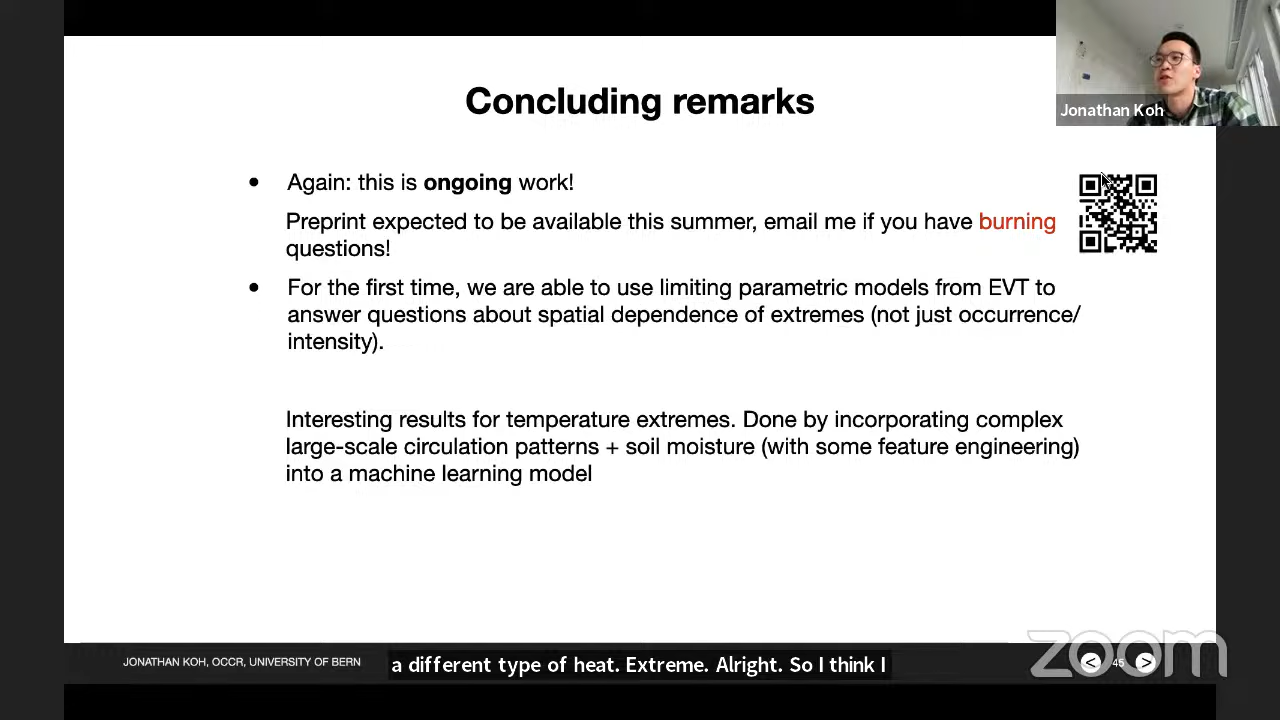 Concluding remarks
Jonathan Koh
• Again: this is ongoing work!
Preprint expected to be available this summer, email me if you have burning
questions!
• For the first time, we are able to use limiting parametric models from EVT to
answer questions about spatial dependence of extremes (not just occurrence/
intensity).
Interesting results for temperature extremes. Done by incorporating complex
large-scale circulation patterns + soil moisture (with some feature engineering)
into a machine learning model
JONATHAN KOH, OCCR, UNIVERSITY OF BERN
a different type of heat. Extreme. Alright. So I think I
zoom
< 45 >